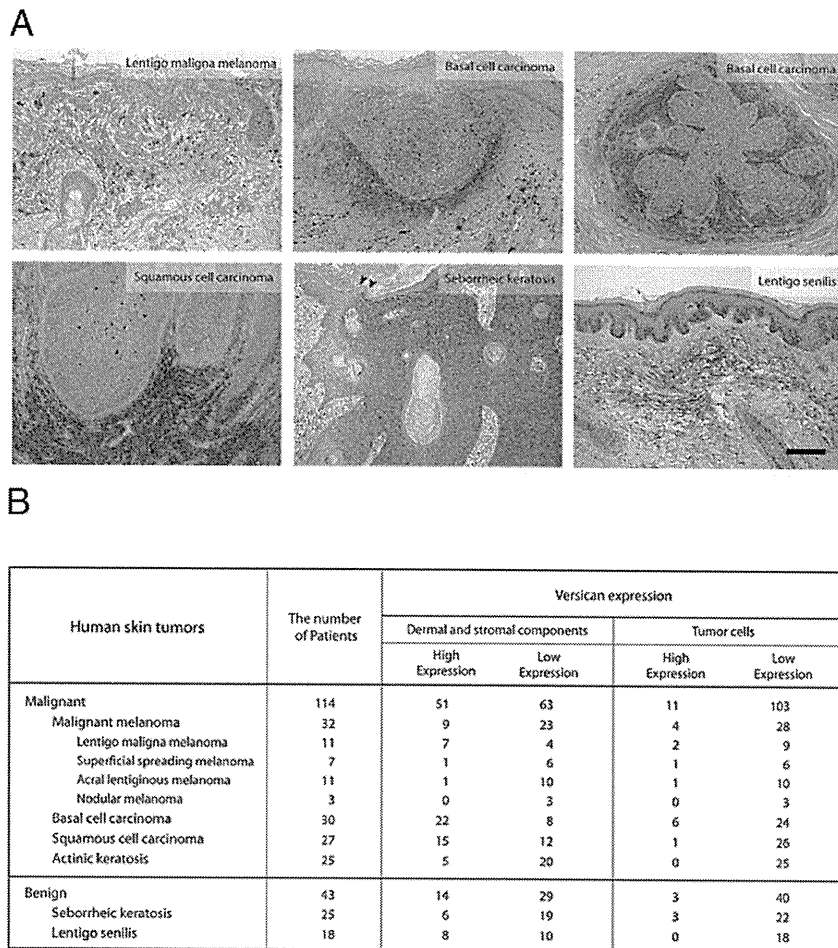 A
Lentigo maligna melanoma
Basal cell carcinoma
Basal cell carcinoma
Squamous cell carcinoma
Seborrheic keratosis
Lentigo senilis
B
Human skin tumors
The number of Patients
Versican expression
Dermal and stromal components
Tumor cells
High Expression
Low Expression
High Expression
Low Expression
Malignant 114 51 63 11 103
Malignant melanoma 32 9 23 4 28
Lentigo maligna melanoma 11 7 4 2 9
Superficial spreading melanoma 7 1 6 1 6
Acral lentiginous melanoma 11 1 10 1 10
Nodular melanoma 3 0 3 0 3
Basal cell carcinoma 30 22 8 6 24
Squamous cell carcinoma 27 15 12 1 26
Actinic keratosis 25 5 20 0 25
Benign 43 14 29 3 40
Seborrheic keratosis 25 6 19 3 22
Lentigo senilis 18 8 10 0 18